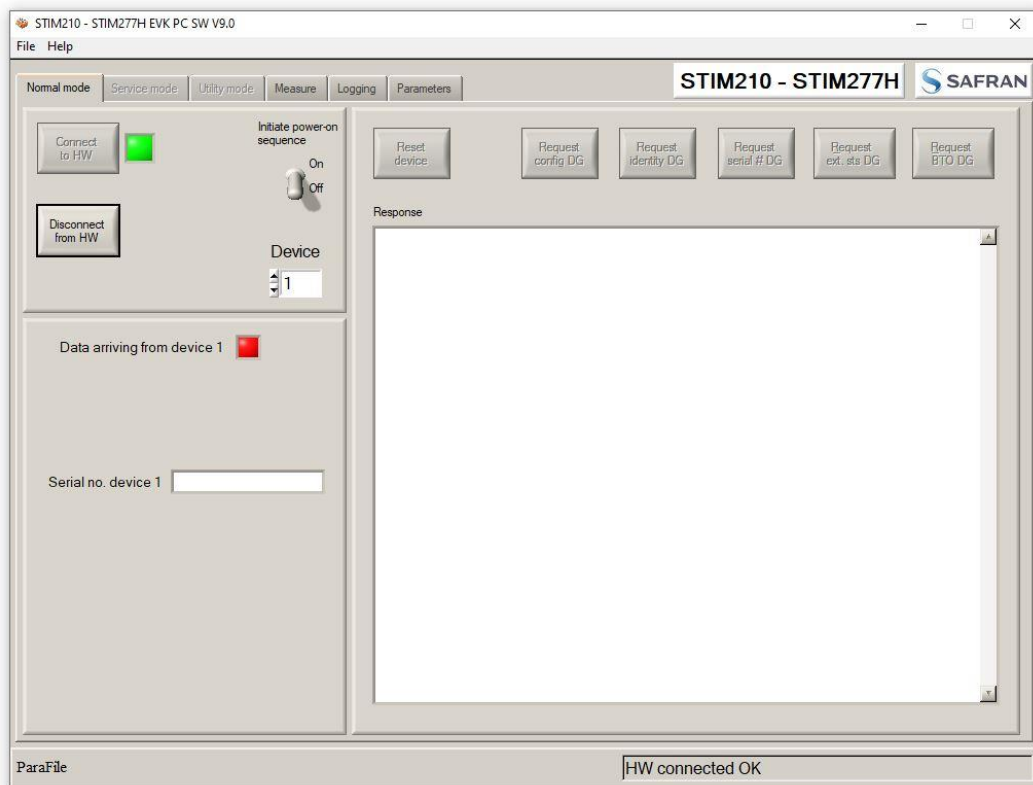 STIM210 - STIM277H EVK PC SW V9.0
File Help
Normal mode Service mode Utility mode Measure Logging Parameters
STIM210 - STIM277H
SAFRAN
Connect
to HW
Initiate power-on
sequence
On
Off
Disconnect
from HW
Device
1
Reset
device
Request
config DG
Request
identity DG
Request
serial # DG
Request
ext. sts DG
Request
BTO DG
Response
Data arriving from device 1
Serial no. device 1
ParaFile
HW connected OK